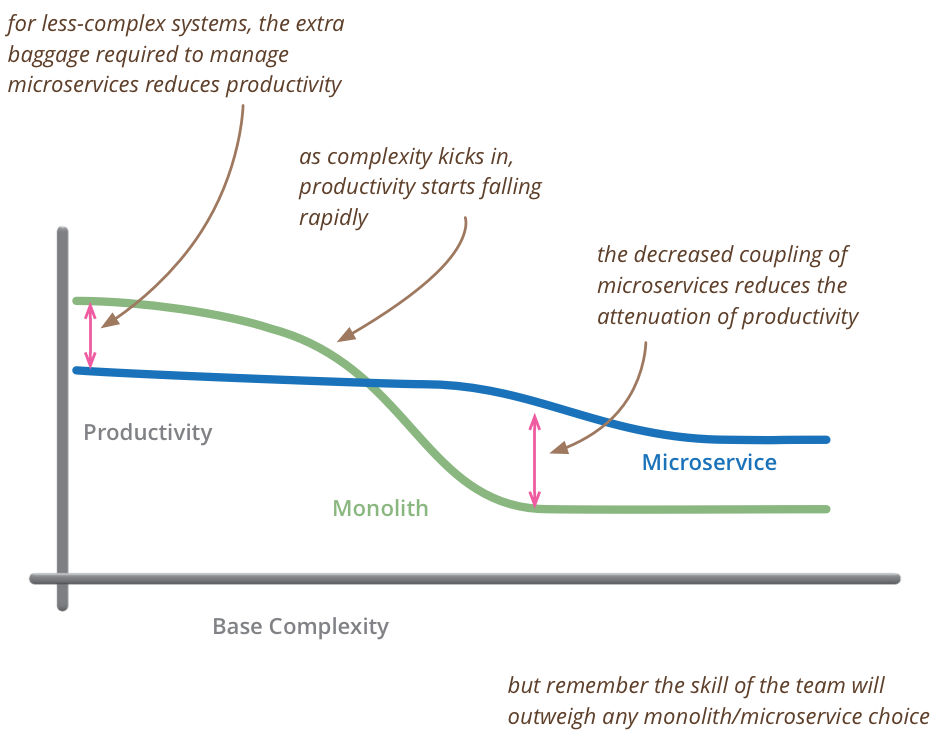 for less-complex systems, the extra
baggage required to manage
microservices reduces productivity
as complexity kicks in,
productivity starts falling
rapidly
the decreased coupling of
microservices reduces the
attenuation of productivity
Productivity
Microservice
Monolith
Base Complexity
but remember the skill of the team will
outweigh any monolith/microservice choice